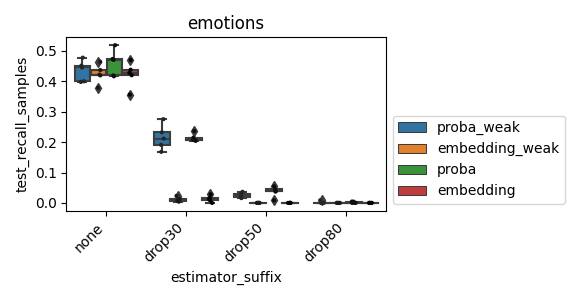 emotions
test_recall_samples
0.5
0.4
0.3
0.2
0.1
0.0
none
drop30
drop50
drop80
estimator_suffix
proba_weak
embedding_weak
proba
embedding